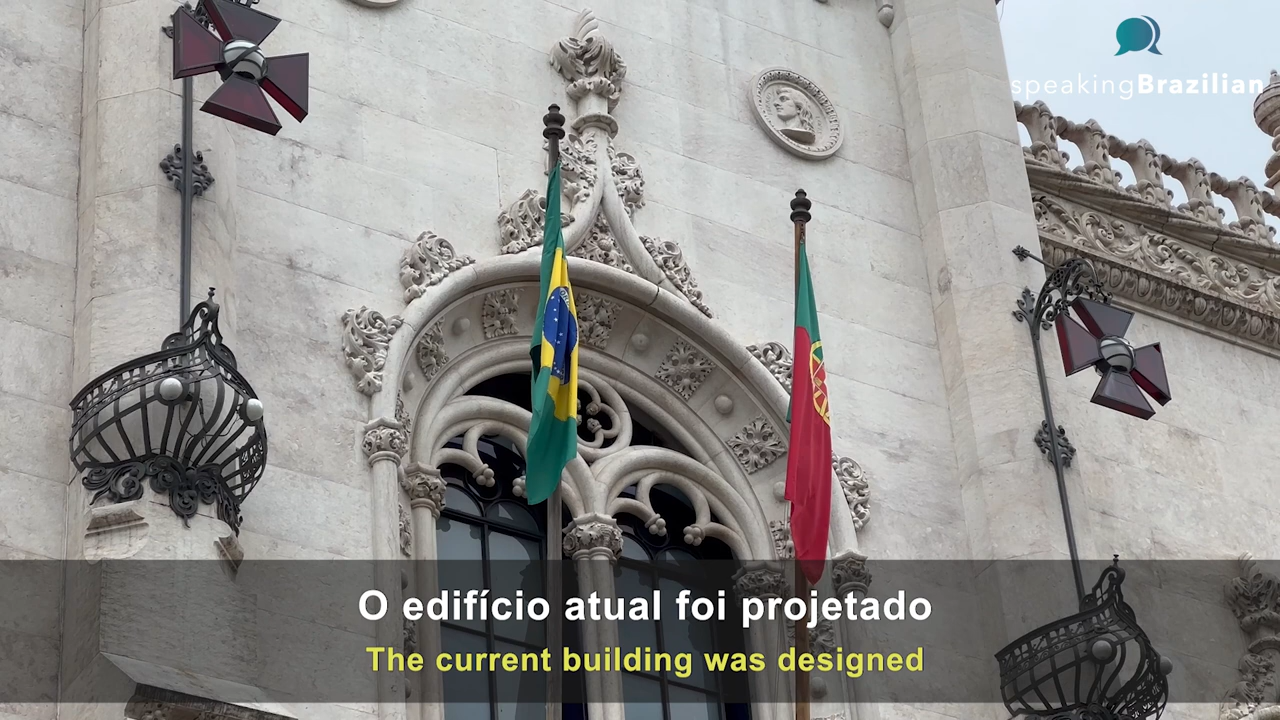 speakingBrazilian
O edifício atual foi projetado
The current building was designed